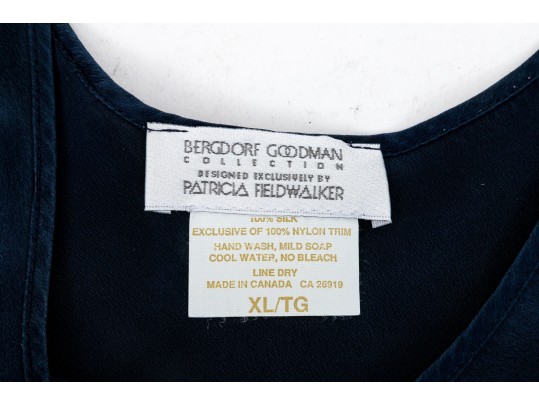 BERGDORF GOODMAN
COLLECTION
DESIGNED EXCLUSIVELY BY
PATRICIA FIELDWALKER
100% SILK
EXCLUSIVE OF 100% NYLON TRIM
HAND WASH, MILD SOAP
COOL WATER, NO BLEACH
LINE DRY
MADE IN CANADA CA 26919
XL/TG